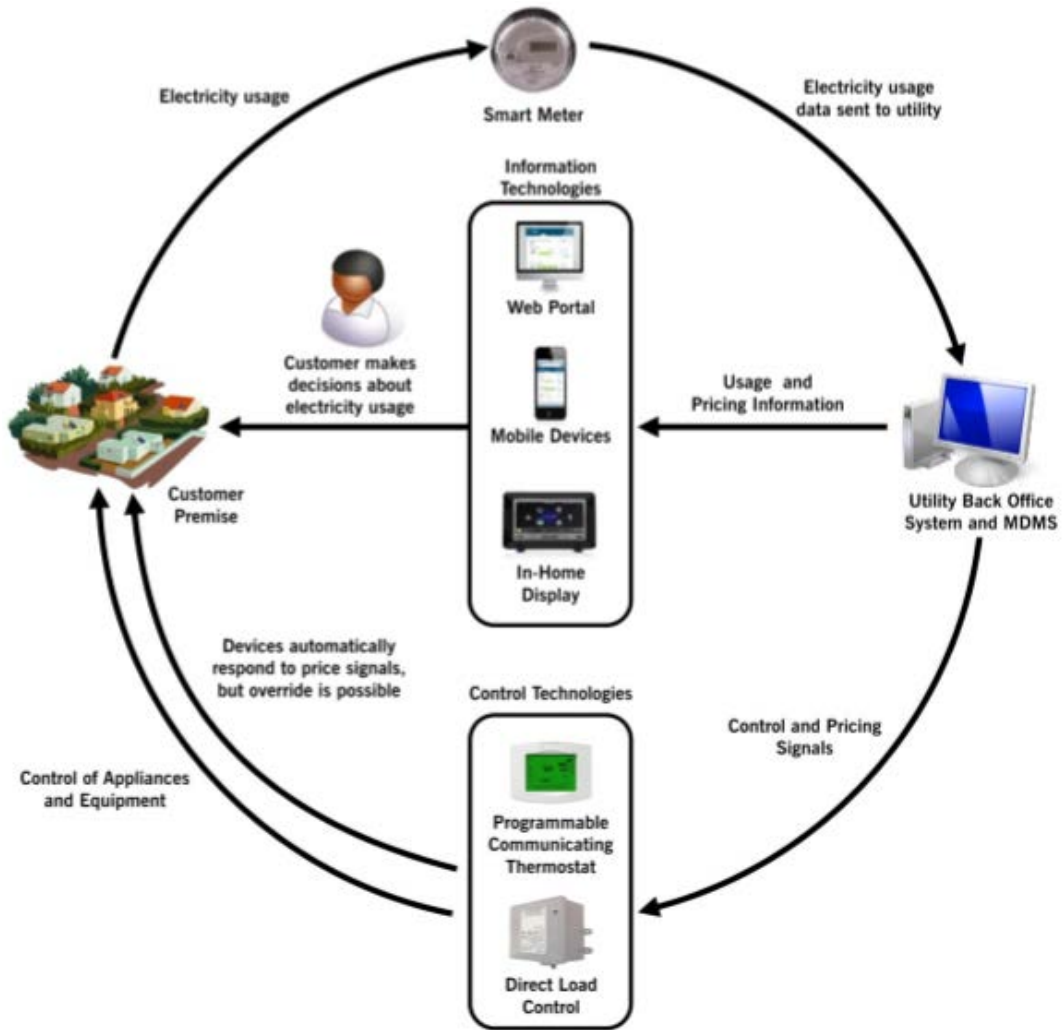 Electricity usage
Smart Meter
Electricity usage
data sent to utility
Information
Technologies
Web Portal
Customer makes
decisions about
electricity usage
Mobile Devices
Usage and
Pricing Information
Customer
Premise
Utility Back Office
System and MDMS
In-Home
Display
Devices automatically
respond to price signals,
but override is possible
Control Technologies
Control and Pricing
Signals
Control of Appliances
and Equipment
Programmable
Communicating
Thermostat
Direct Load
Control